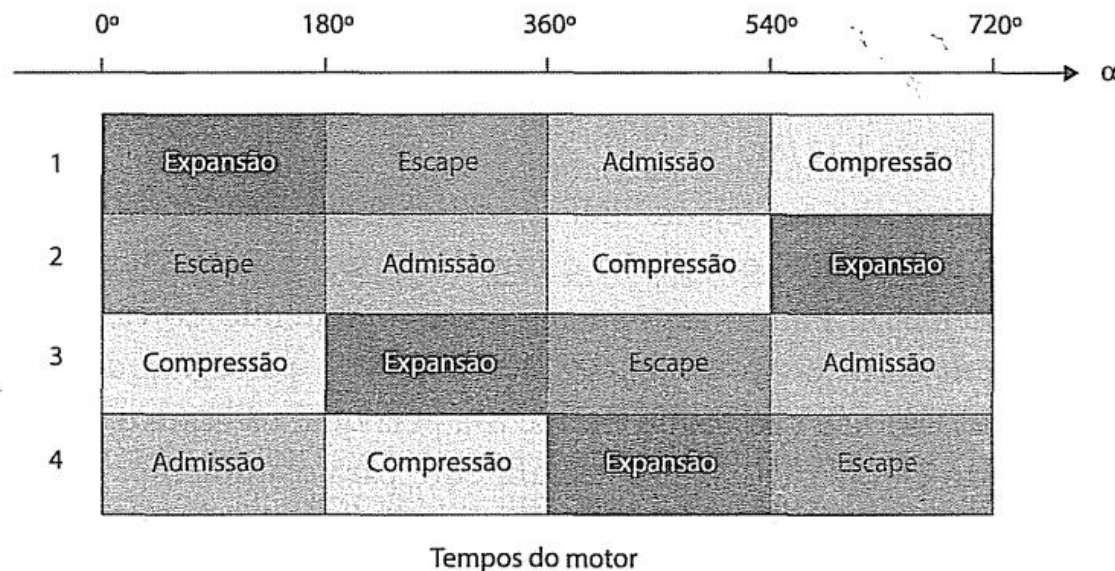 0º 180º 360º 540º 720º
α
1 Expansão Escape Admissão Compressão
2 Escape Admissão Compressão Expansão
3 Compressão Expansão Escape Admissão
4 Admissão Compressão Expansão Escape
Tempos do motor